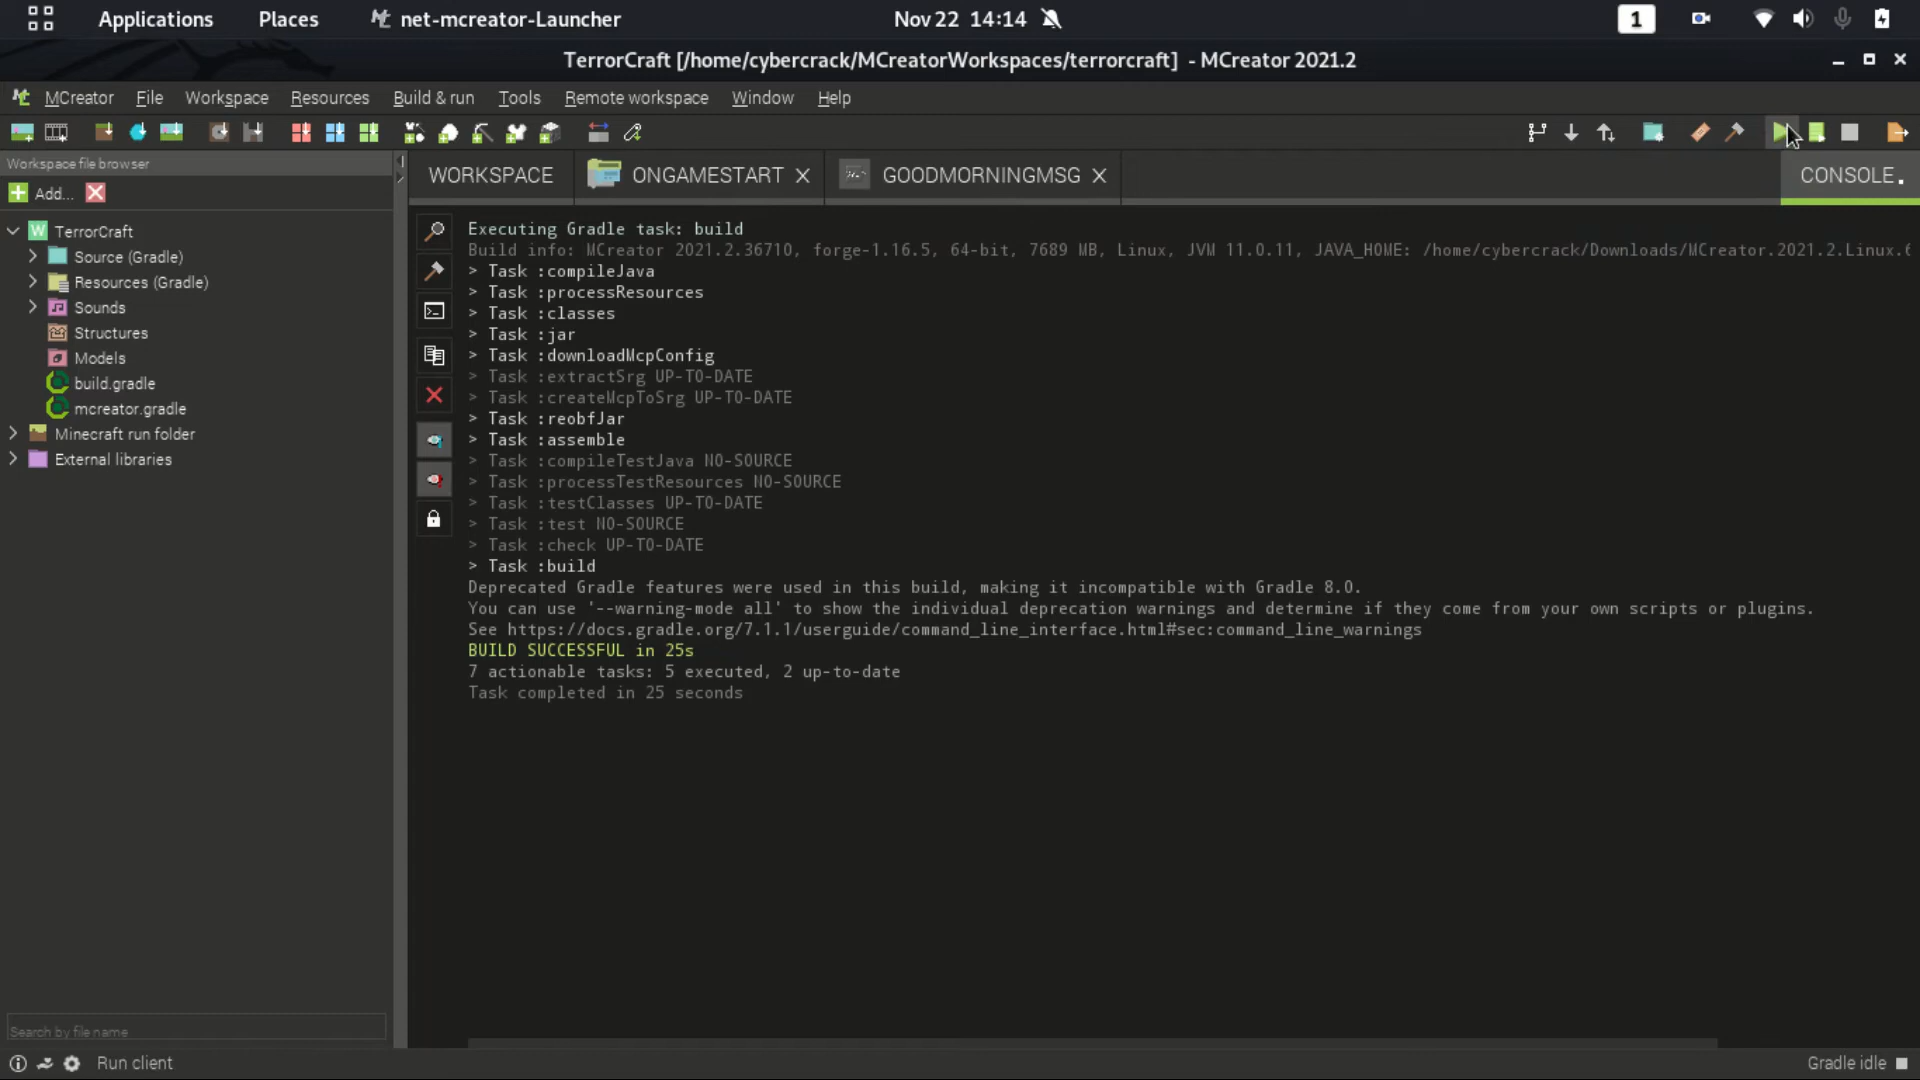 Applications Places net-mcreator-Launcher Nov 22 14:14 1
TerrorCraft [/home/cybercrack/MCreatorWorkspaces/terrorcraft] - MCreator 2021.2
MCreator File Workspace Resources Build & run Tools Remote workspace Window Help
Workspace file browser
Add...
TerrorCraft
Source (Gradle)
Resources (Gradle)
Sounds
Structures
Models
build.gradle
mcreator.gradle
Minecraft run folder
External libraries
Search by file name
WORKSPACE ONGAMESTART GOODMORNINGMSG CONSOLE
Executing Gradle task: build
Build info: MCreator 2021.2.36710, forge-1.16.5, 64-bit, 7689 MB, Linux, JVM 11.0.11, JAVA_HOME: /home/cybercrack/Downloads/MCreator.2021.2.Linux.6
> Task :compileJava
> Task :processResources
> Task :classes
> Task :jar
> Task :downloadMcpConfig
> Task :extractSrg UP-TO-DATE
> Task :createMcpToSrg UP-TO-DATE
> Task :reobfJar
> Task :assemble
> Task :compileTestJava NO-SOURCE
> Task :processTestResources NO-SOURCE
> Task :testClasses UP-TO-DATE
> Task :test NO-SOURCE
> Task :check UP-TO-DATE
> Task :build
Deprecated Gradle features were used in this build, making it incompatible with Gradle 8.0.
You can use '--warning-mode all' to show the individual deprecation warnings and determine if they come from your own scripts or plugins.
See https://docs.gradle.org/7.1.1/userguide/command_line_interface.html#sec:command_line_warnings
BUILD SUCCESSFUL in 25s
7 actionable tasks: 5 executed, 2 up-to-date
Task completed in 25 seconds
Run client Gradle idle